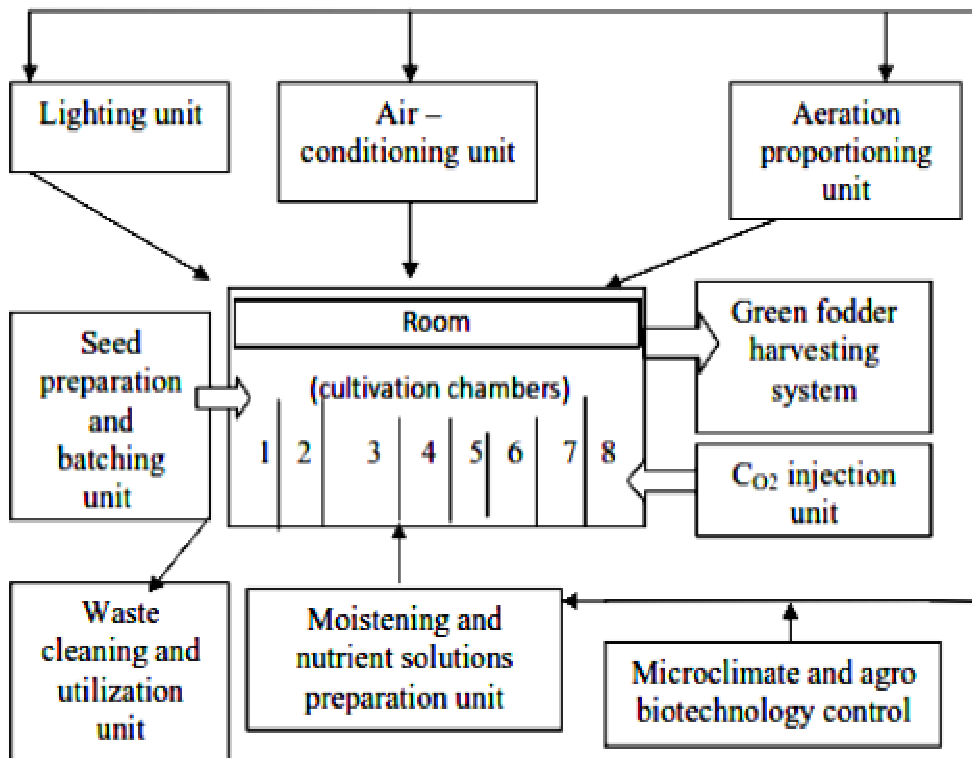 Lighting unit
Air –
conditioning unit
Aeration
proportioning
unit
Room
(cultivation chambers)
1 2 3 4 5 6 7 8
Seed
preparation
and
batching
unit
Green fodder
harvesting
system
CO2 injection
unit
Waste
cleaning and
utilization
unit
Moistening and
nutrient solutions
preparation unit
Microclimate and agro
biotechnology control